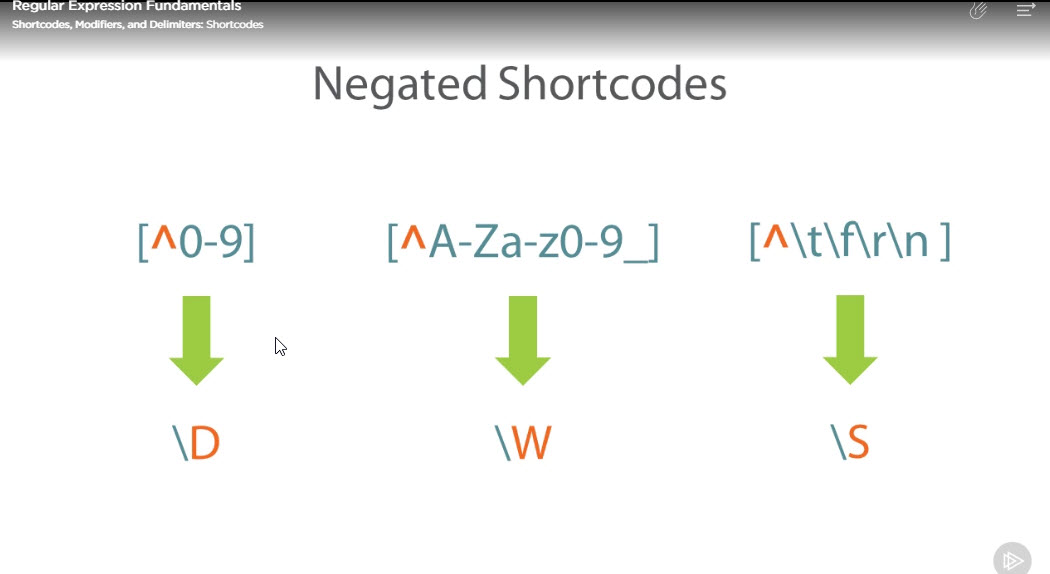 Regular Expression Fundamentals
Shortcodes, Modifiers, and Delimiters: Shortcodes
Negated Shortcodes
[^0-9] [^A-Za-z0-9_] [^\t\f\r\n ]
\D \W \S